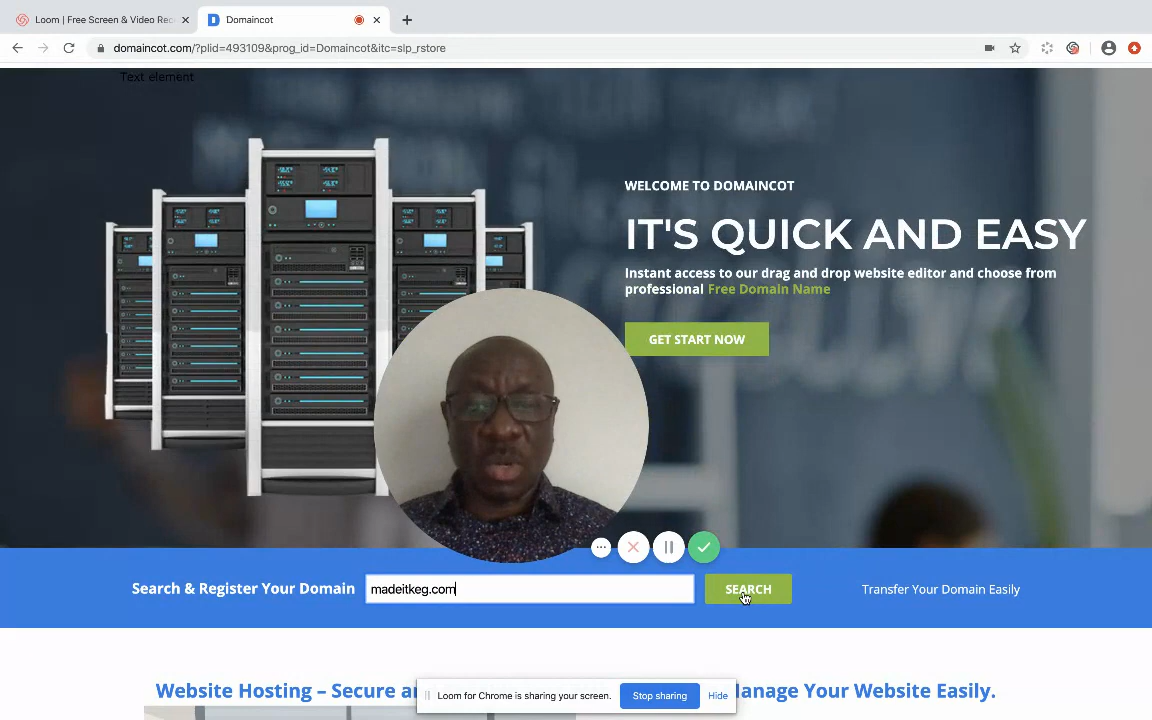 Loom | Free Screen & Video Rec
Domaincot
domaincot.com/?plid=493109&prog_id=Domaincot&itc=slp_rstore
Text element
WELCOME TO DOMAINCOT
IT'S QUICK AND EASY
Instant access to our drag and drop website editor and choose from
professional Free Domain Name
GET START NOW
Search & Register Your Domain
madeitkeg.com
SEARCH
Transfer Your Domain Easily
Website Hosting – Secure an
Manage Your Website Easily.
Loom for Chrome is sharing your screen.
Stop sharing
Hide